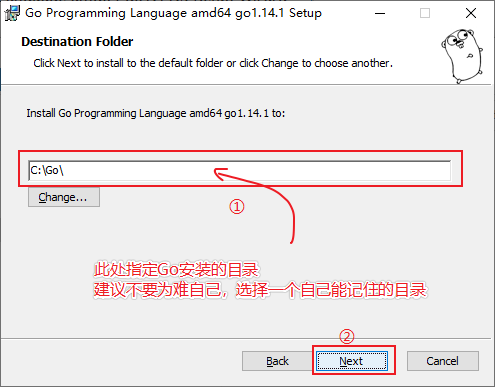 Go Programming Language amd64 go1.14.1 Setup
Destination Folder
Click Next to install to the default folder or click Change to choose another.
Install Go Programming Language amd64 go1.14.1 to:
C:\Go\
Change...
①
此处指定Go安装的目录
建议不要为难自己，选择一个自己能记住的目录
②
Back
Next
Cancel